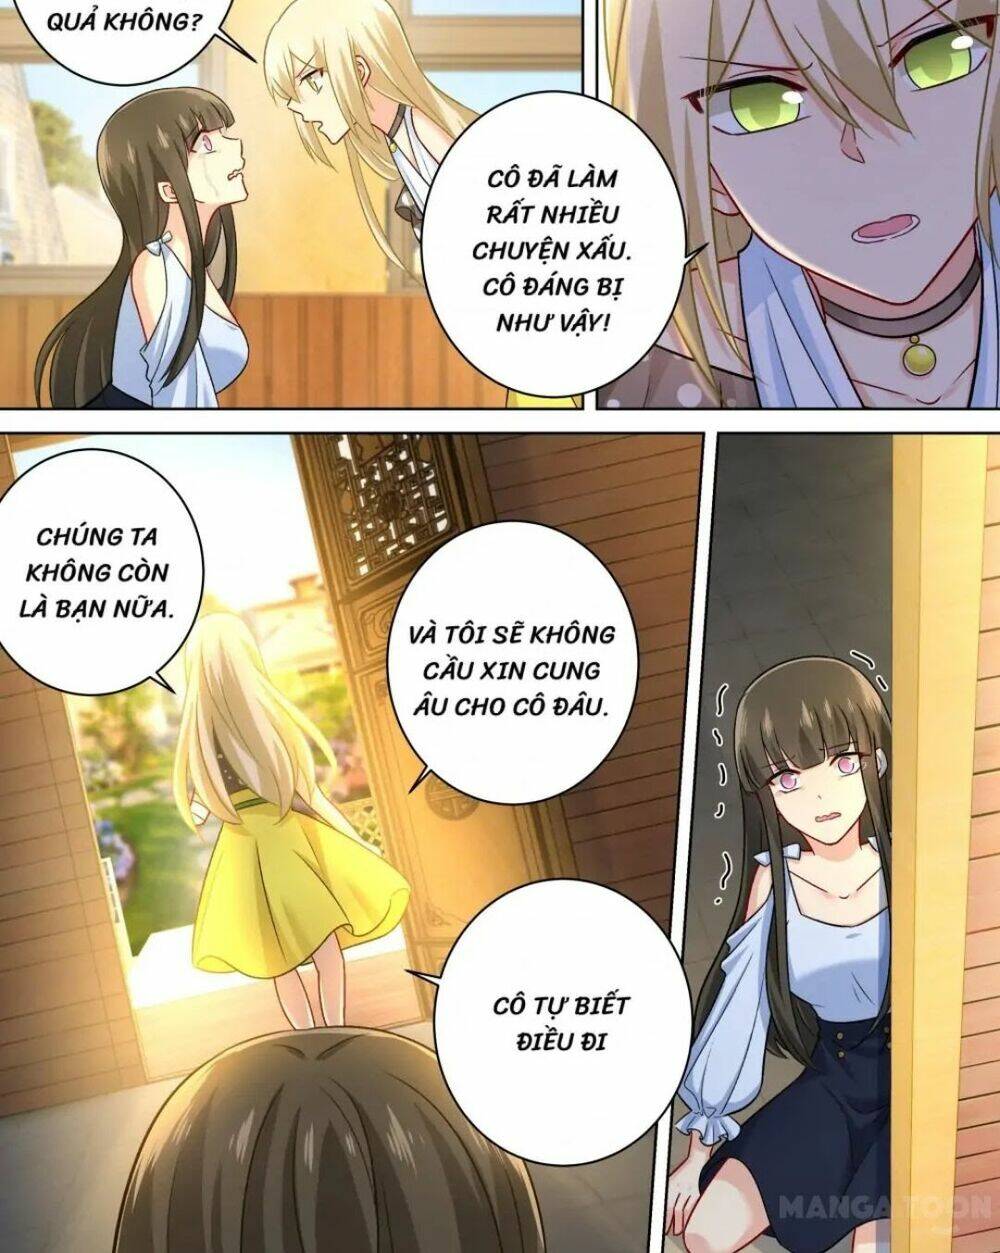 QUẢ KHÔNG?
CÔ ĐÃ LÀM
RẤT NHIỀU
CHUYỆN XẤU.
CÔ ĐÁNG BỊ
NHƯ VẬY!
CHÚNG TA
KHÔNG CÒN
LÀ BẠN NỮA.
VÀ TÔI SẼ KHÔNG
CẦU XIN CUNG
ÂU CHO CÔ ĐÂU.
CÔ TỰ BIẾT
ĐIỀU ĐI
MANGATOON